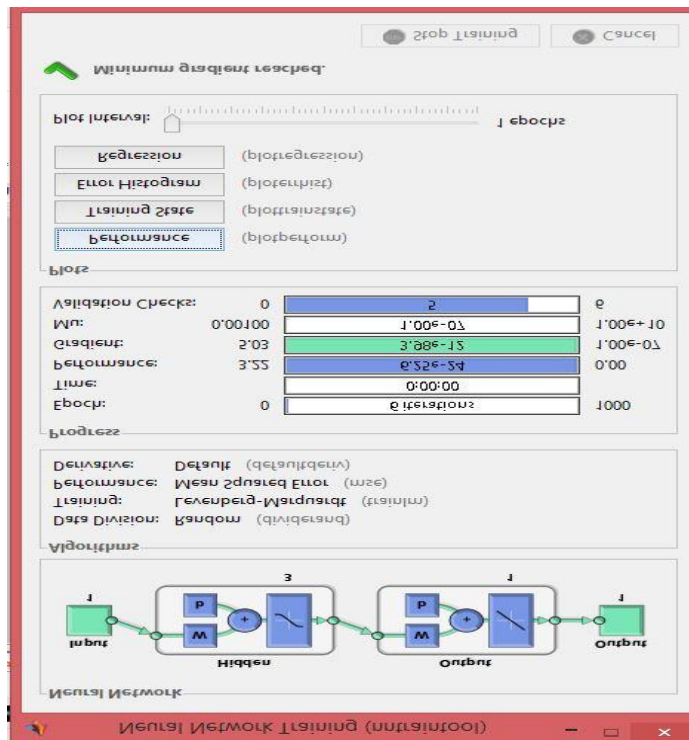 Neural Network Training (nntraintool)
Neural Network
Hidden
Output
Input
W
b
+
W
b
+
Output
1
3
1
1
Algorithms
Data Division: Random (dividerand)
Training: Levenberg-Marquardt (trainlm)
Performance: Mean Squared Error (mse)
Derivative: Default (defaultderiv)
Progress
Epoch: 0 6 iterations 1000
Time: 0:00:00
Performance: 3.22 6.25e-24 0.00
Gradient: 5.03 3.98e-12 1.00e-07
Mu: 0.00100 1.00e-07 1.00e+10
Validation Checks: 0 5 6
Plots
Performance (plotperform)
Training State (plottrainstate)
Error Histogram (ploterrhist)
Regression (plotregression)
Plot Interval: 1 epochs
Minimum gradient reached.
Stop Training Cancel